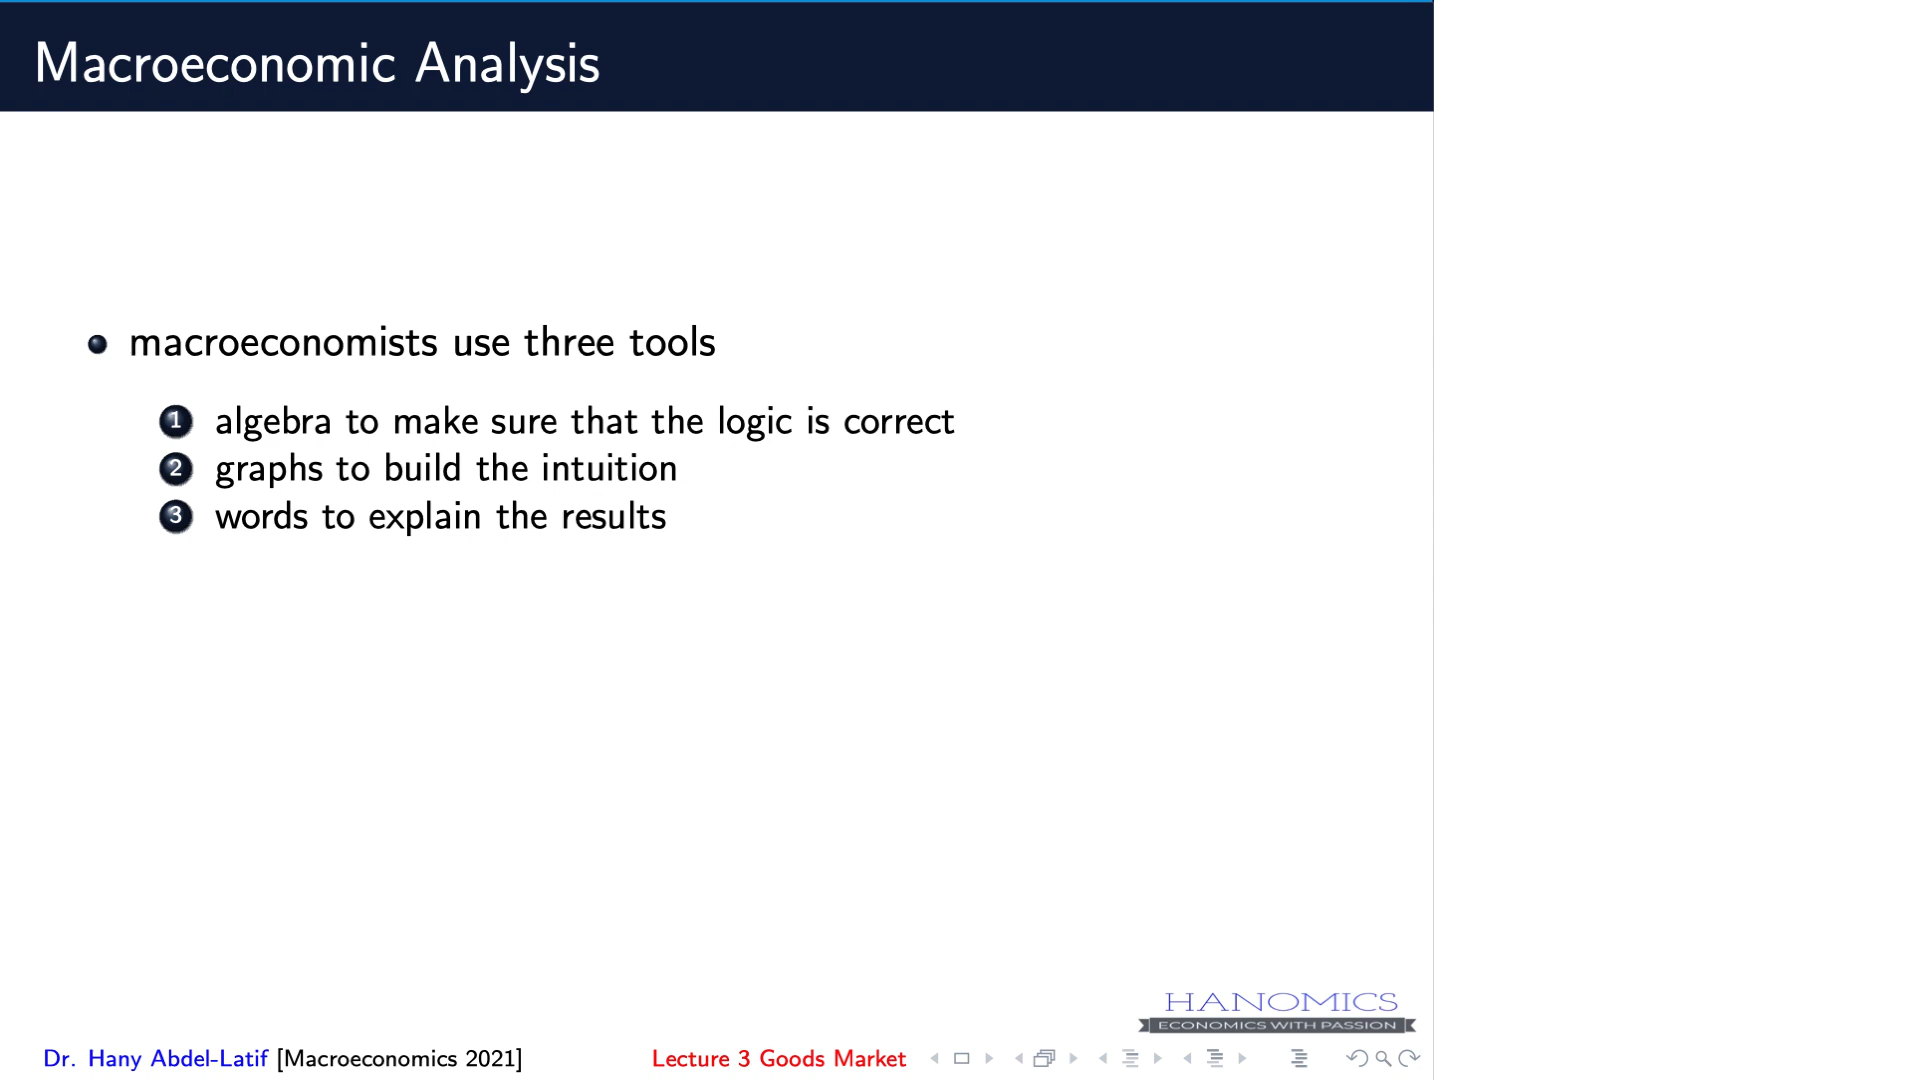 Macroeconomic Analysis
macroeconomists use three tools
1 algebra to make sure that the logic is correct
2 graphs to build the intuition
3 words to explain the results
HANOMICS
ECONOMICS WITH PASSION
Dr. Hany Abdel-Latif [Macroeconomics 2021] Lecture 3 Goods Market